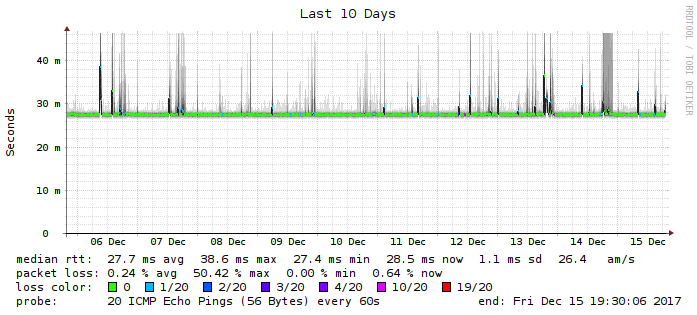 Last 10 Days
RRDTOOL / TOBI OETIKER
Seconds
40 m
30 m
20 m
10 m
0
06 Dec 07 Dec 08 Dec 09 Dec 10 Dec 11 Dec 12 Dec 13 Dec 14 Dec 15 Dec
median rtt: 27.7 ms avg 38.6 ms max 27.4 ms min 28.5 ms now 1.1 ms sd 26.4 am/s
packet loss: 0.24 % avg 50.42 % max 0.00 % min 0.64 % now
loss color: 0 1/20 2/20 3/20 4/20 10/20 19/20
probe: 20 ICMP Echo Pings (56 Bytes) every 60s end: Fri Dec 15 19:30:06 2017